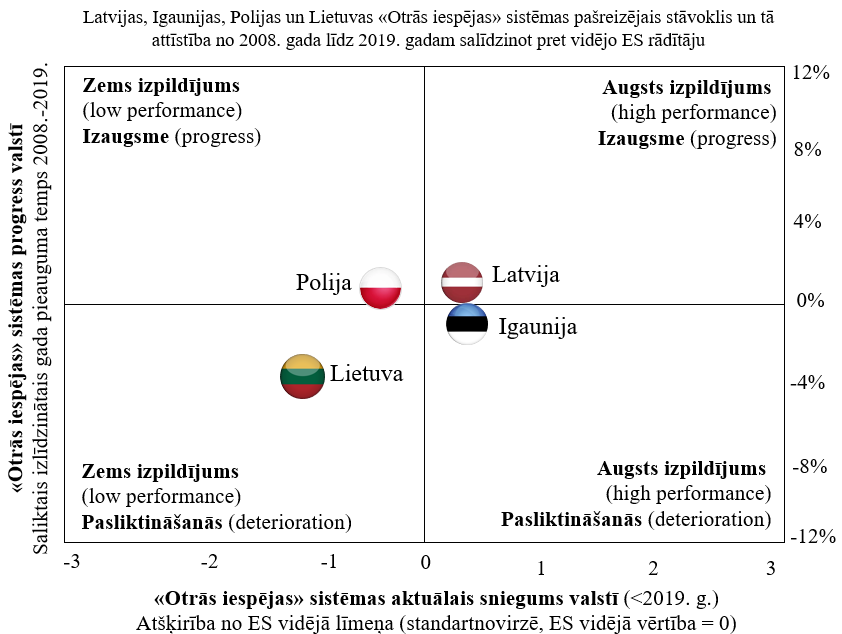 Latvijas, Igaunijas, Polijas un Lietuvas «Otrās iespējas» sistēmas pašreizējais stāvoklis un tā
attīstība no 2008. gada līdz 2019. gadam salīdzinot pret vidējo ES rādītāju
Zems izpildījums
(low performance)
Izaugsme (progress)
Augsts izpildījums
(high performance)
Izaugsme (progress)
12%
8%
4%
0%
-4%
-8%
-12%
«Otrās iespējas» sistēmas progress valstī
Saliktais izlīdzinātais gada pieauguma temps 2008.-2019.
Polija
Latvija
Igaunija
Lietuva
Zems izpildījums
(low performance)
Pasliktināšanās (deterioration)
Augsts izpildījums
(high performance)
Pasliktināšanās (deterioration)
-3
-2
-1
0
1
2
3
«Otrās iespējas» sistēmas aktuālais sniegums valstī (<2019. g.)
Atšķirība no ES vidējā līmeņa (standartnovirzē, ES vidējā vērtība = 0)